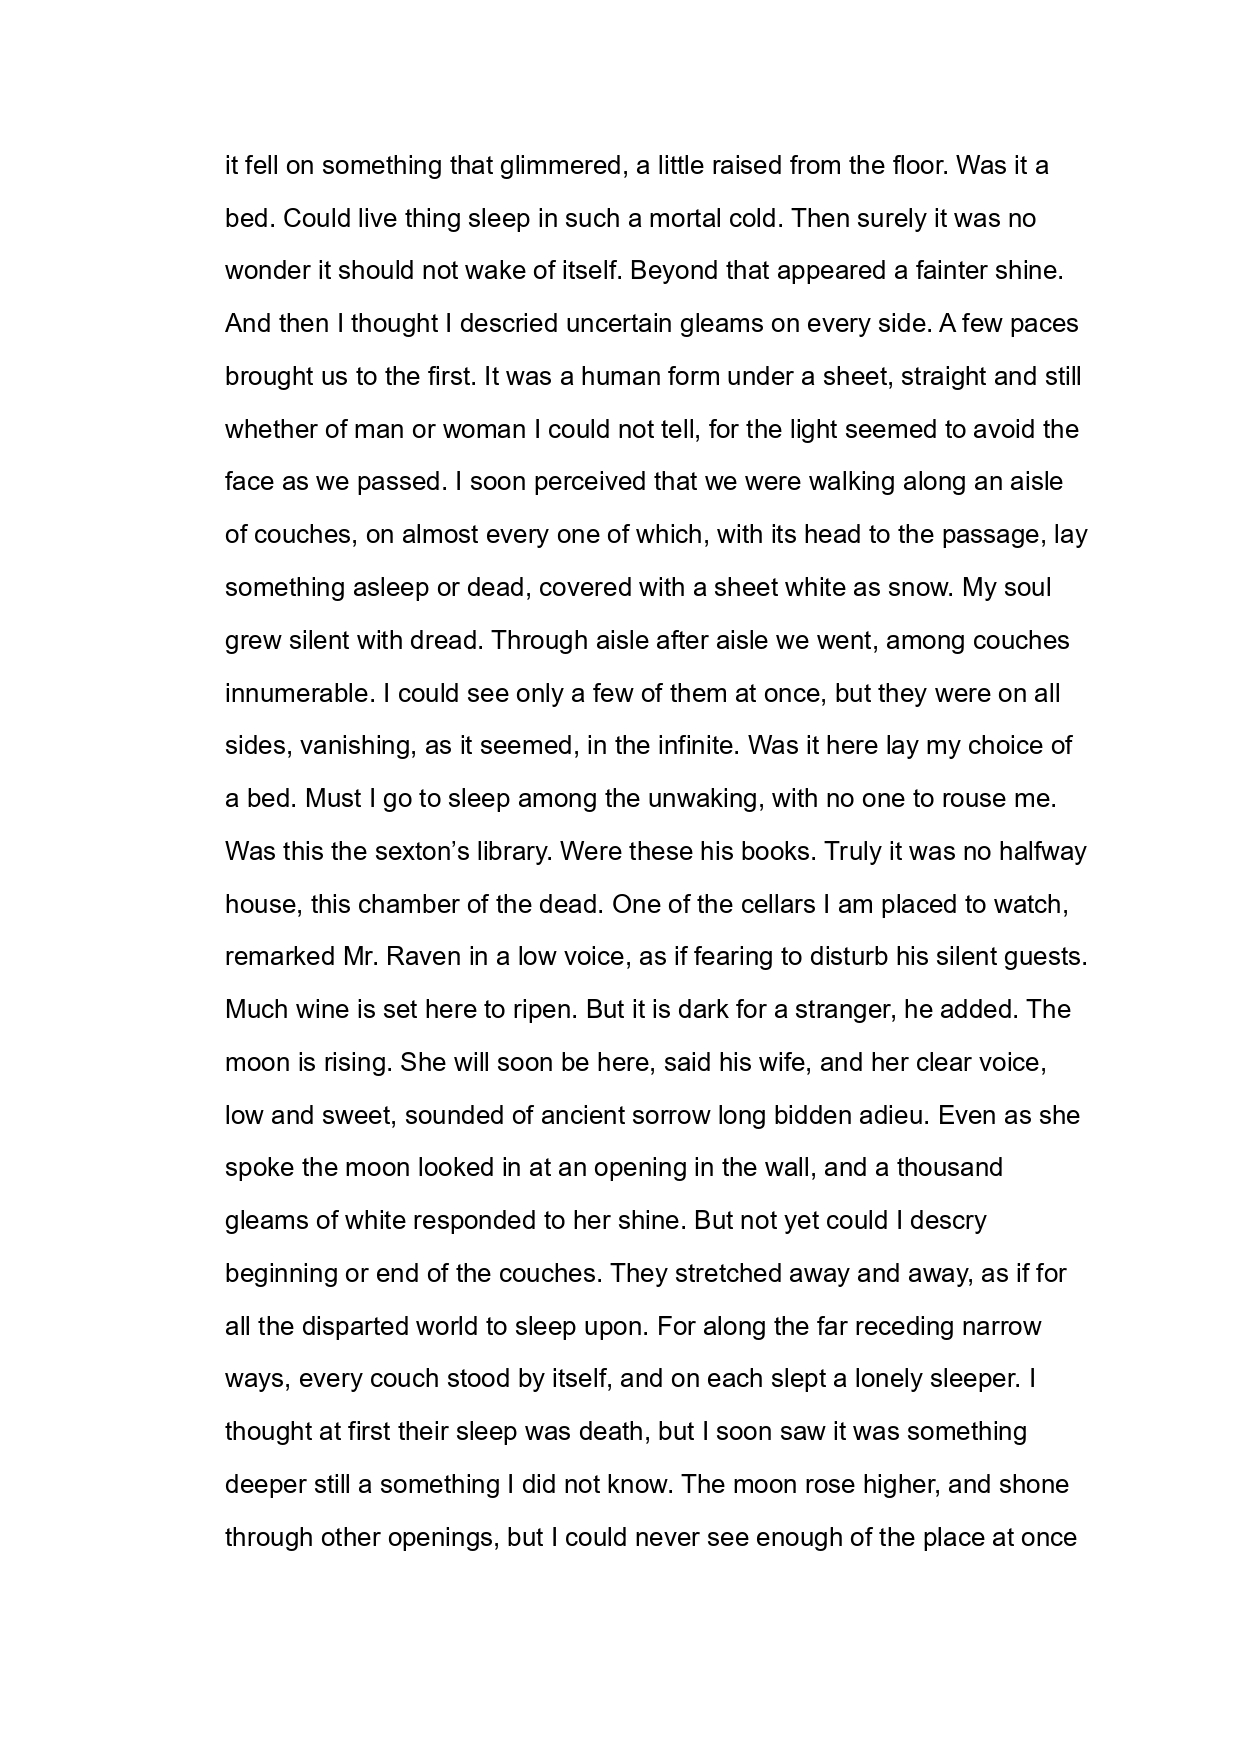 it fell on something that glimmered, a little raised from the floor. Was it a
bed. Could live thing sleep in such a mortal cold. Then surely it was no
wonder it should not wake of itself. Beyond that appeared a fainter shine.
And then I thought I descried uncertain gleams on every side. A few paces
brought us to the first. It was a human form under a sheet, straight and still
whether of man or woman I could not tell, for the light seemed to avoid the
face as we passed. I soon perceived that we were walking along an aisle
of couches, on almost every one of which, with its head to the passage, lay
something asleep or dead, covered with a sheet white as snow. My soul
grew silent with dread. Through aisle after aisle we went, among couches
innumerable. I could see only a few of them at once, but they were on all
sides, vanishing, as it seemed, in the infinite. Was it here lay my choice of
a bed. Must I go to sleep among the unwaking, with no one to rouse me.
Was this the sexton’s library. Were these his books. Truly it was no halfway
house, this chamber of the dead. One of the cellars I am placed to watch,
remarked Mr. Raven in a low voice, as if fearing to disturb his silent guests.
Much wine is set here to ripen. But it is dark for a stranger, he added. The
moon is rising. She will soon be here, said his wife, and her clear voice,
low and sweet, sounded of ancient sorrow long bidden adieu. Even as she
spoke the moon looked in at an opening in the wall, and a thousand
gleams of white responded to her shine. But not yet could I descry
beginning or end of the couches. They stretched away and away, as if for
all the disparted world to sleep upon. For along the far receding narrow
ways, every couch stood by itself, and on each slept a lonely sleeper. I
thought at first their sleep was death, but I soon saw it was something
deeper still a something I did not know. The moon rose higher, and shone
through other openings, but I could never see enough of the place at once